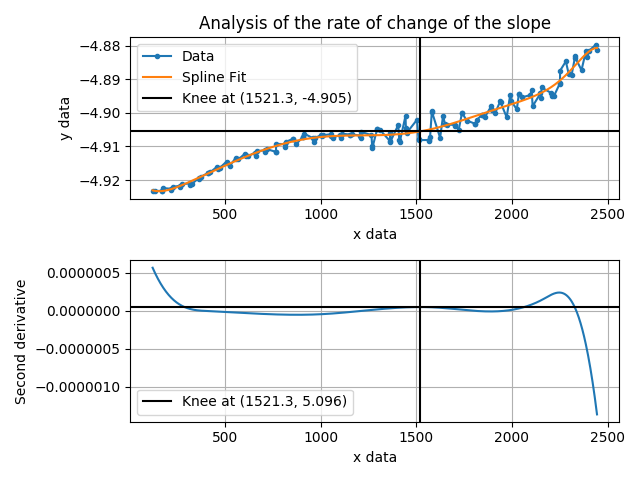 Analysis of the rate of change of the slope
−4.88
−4.89
−4.90
−4.91
−4.92
y data
Data
Spline Fit
Knee at (1521.3, -4.905)
500
1000
1500
2000
2500
x data
0.0000005
0.0000000
−0.0000005
−0.0000010
Second derivative
Knee at (1521.3, 5.096)
500
1000
1500
2000
2500
x data